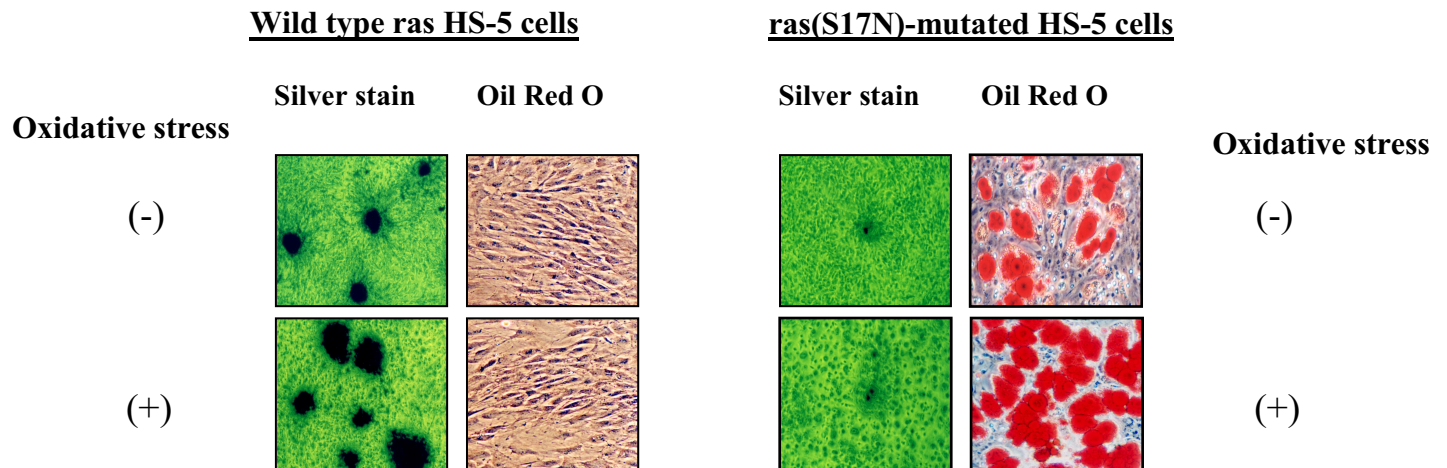 Wild type ras HS-5 cells
ras(S17N)-mutated HS-5 cells
Silver stain
Oil Red O
Silver stain
Oil Red O
Oxidative stress
Oxidative stress
(-)
(-)
(+)
(+)